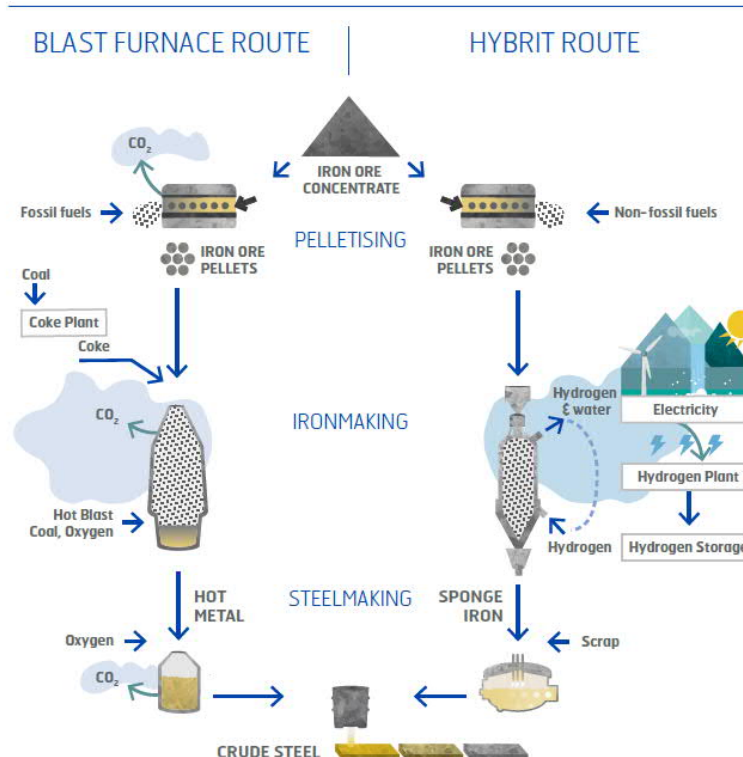 BLAST FURNACE ROUTE
HYBRIT ROUTE
CO2
IRON ORE
CONCENTRATE
Fossil fuels
Non-fossil fuels
PELLETISING
IRON ORE
PELLETS
IRON ORE
PELLETS
Coal
Coke Plant
Coke
CO2
IRONMAKING
Hydrogen
& water
Electricity
Hydrogen Plant
Hot Blast
Coal, Oxygen
Hydrogen
Hydrogen Storage
HOT
METAL
STEELMAKING
SPONGE
IRON
Oxygen
Scrap
CO2
CRUDE STEEL